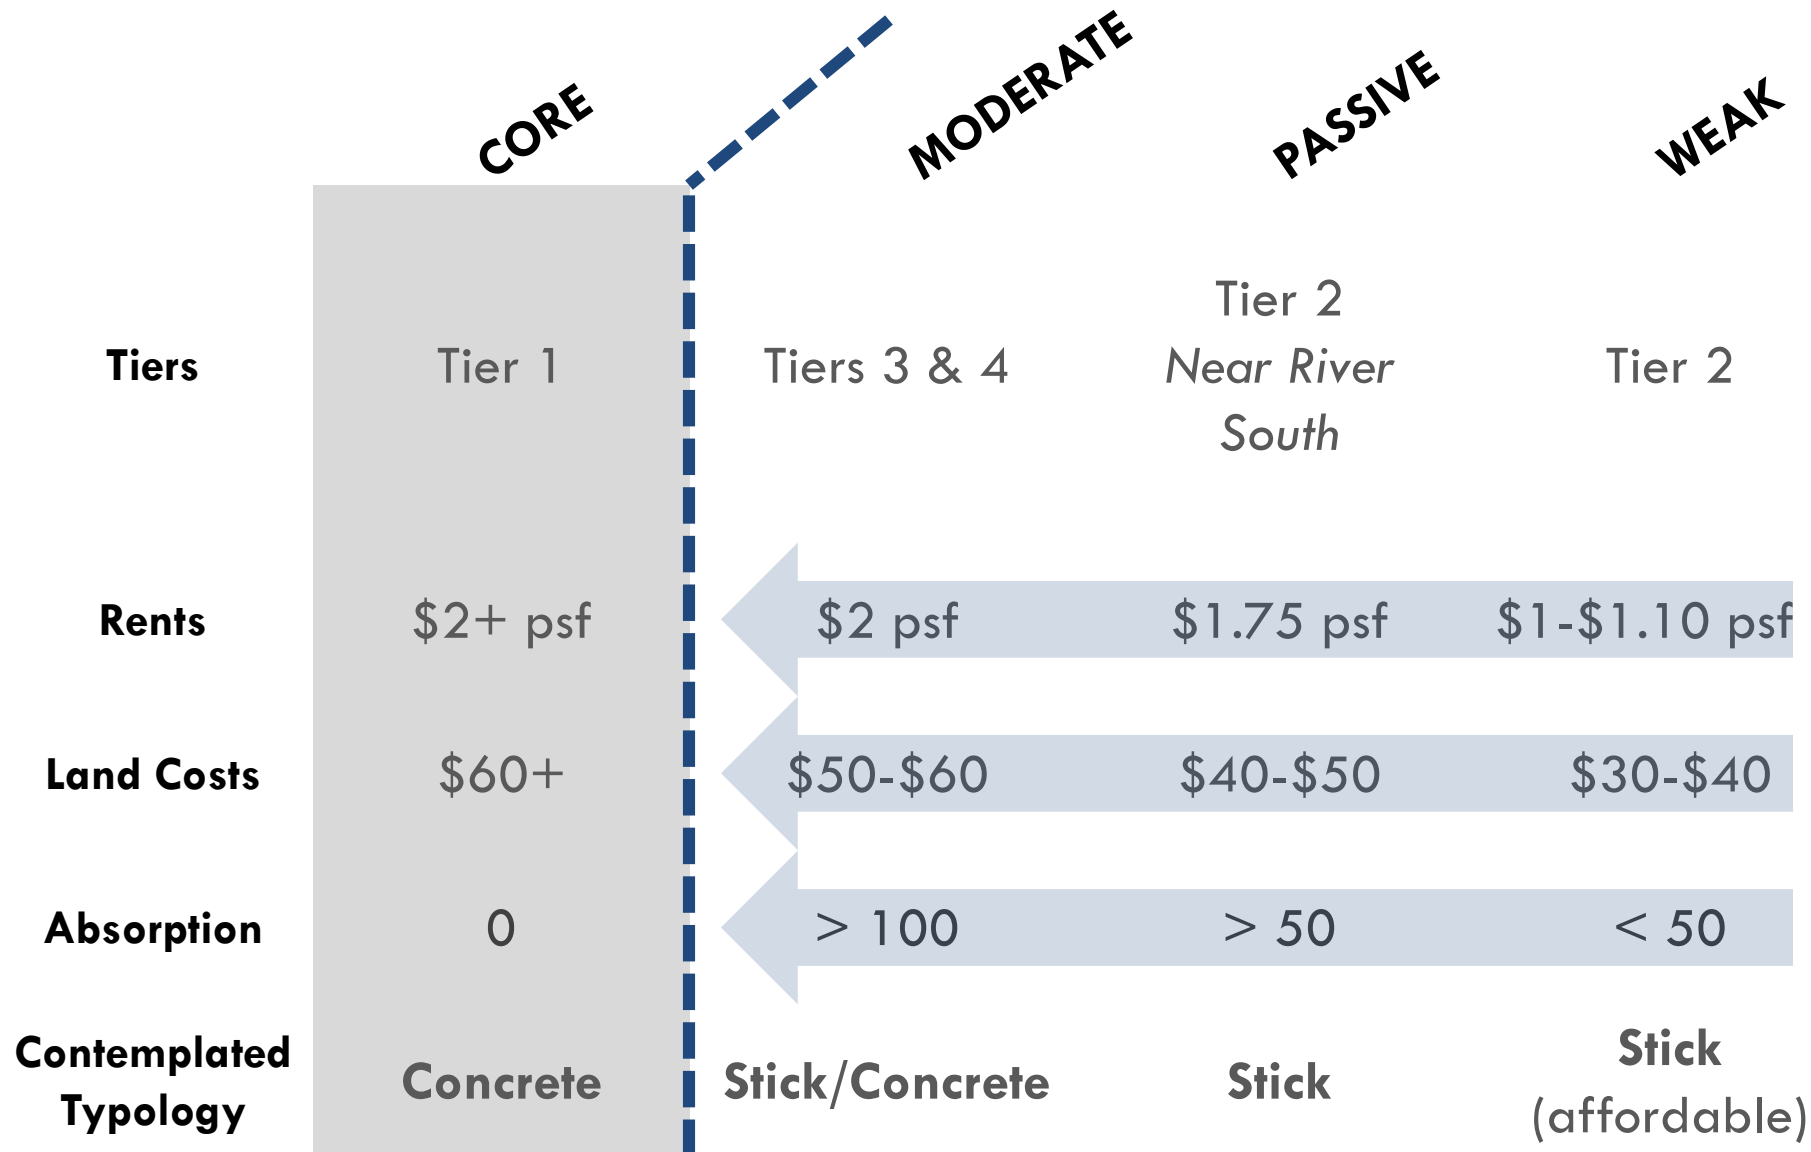 CORE
MODERATE
PASSIVE
WEAK
Tiers
Tier 1
Tiers 3 & 4
Tier 2
Near River
South
Tier 2
Rents
$2+ psf
$2 psf
$1.75 psf
$1-$1.10 psf
Land Costs
$60+
$50-$60
$40-$50
$30-$40
Absorption
0
> 100
> 50
< 50
Contemplated
Typology
Concrete
Stick/Concrete
Stick
Stick
(affordable)